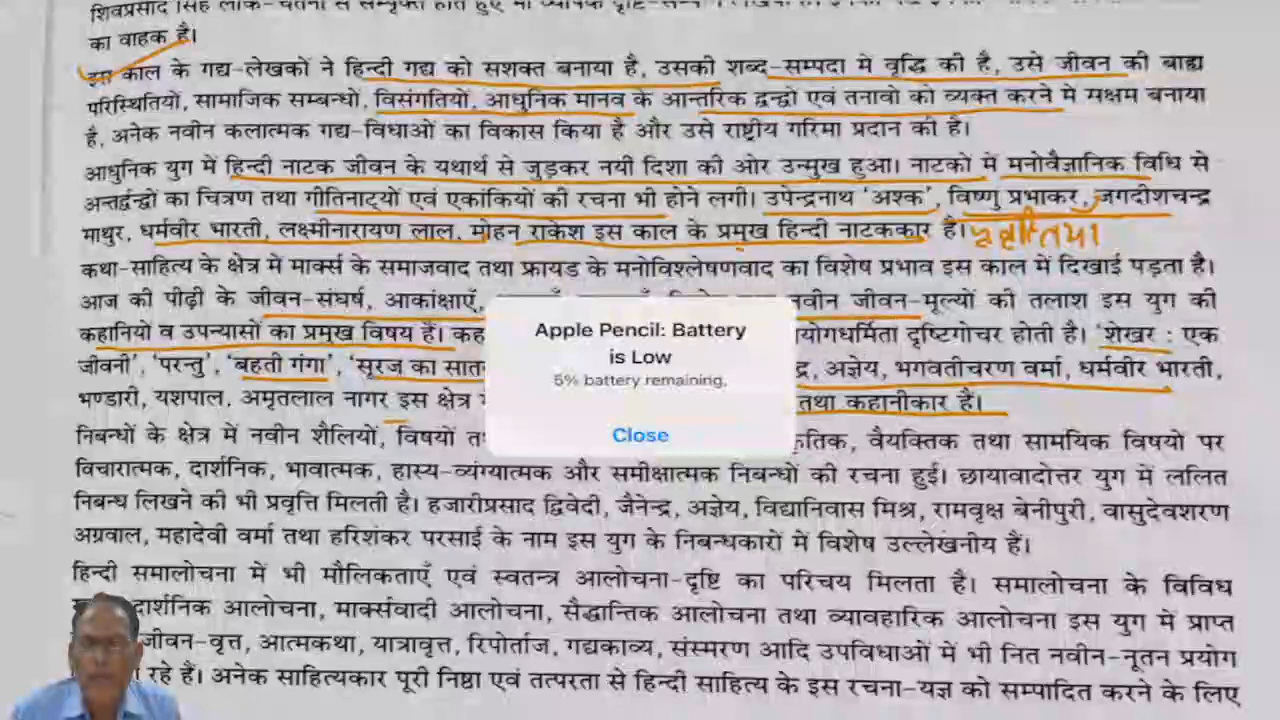 शिवप्रसाद सिंह लोक-चेतना से सम्पृक्त होते हुए भी व्यापक दृष्टि-सम्पन्न
का वाहक है।
इस काल के गद्य-लेखकों ने हिन्दी गद्य को सशक्त बनाया है, उसकी शब्द-सम्पदा में वृद्धि की है, उसे जीवन की बाह्य
परिस्थितियों, सामाजिक सम्बन्धों, विसंगतियों, आधुनिक मानव के आन्तरिक द्वन्द्वों एवं तनावों को व्यक्त करने में सक्षम बनाया
है, अनेक नवीन कलात्मक गद्य-विधाओं का विकास किया है और उसे राष्ट्रीय गरिमा प्रदान की है।
आधुनिक युग में हिन्दी नाटक जीवन के यथार्थ से जुड़कर नयी दिशा की ओर उन्मुख हुआ। नाटकों में मनोवैज्ञानिक विधि से
अन्तर्द्वन्द्वों का चित्रण तथा गीतिनाट्यों एवं एकांकियों की रचना भी होने लगी। उपेन्द्रनाथ ‘अश्क’, विष्णु प्रभाकर, जगदीशचन्द्र
माथुर, धर्मवीर भारती, लक्ष्मीनारायण लाल, मोहन राकेश इस काल के प्रमुख हिन्दी नाटककार है।
कथा-साहित्य के क्षेत्र में मार्क्स के समाजवाद तथा फ्रायड के मनोविश्लेषणवाद का विशेष प्रभाव इस काल में दिखाई पड़ता है।
आज की पीढ़ी के जीवन-संघर्ष, आकांक्षाएँ, नवीन जीवन-मूल्यों की तलाश इस युग की
कहानियों व उपन्यासों का प्रमुख विषय हैं। कह योगधर्मिता दृष्टिगोचर होती है। ‘शेखर : एक
जीवनी’, ‘परन्तु’, ‘बहती गंगा’, ‘सूरज का सात द्र, अज्ञेय, भगवतीचरण वर्मा, धर्मवीर भारती,
भण्डारी, यशपाल, अमृतलाल नागर इस क्षेत्र तथा कहानीकार हैं।
निबन्धों के क्षेत्र में नवीन शैलियों, विषयों त कृतिक, वैयक्तिक तथा सामयिक विषयों पर
विचारात्मक, दार्शनिक, भावात्मक, हास्य-व्यंग्यात्मक और समीक्षात्मक निबन्धों की रचना हुई। छायावादोत्तर युग में ललित
निबन्ध लिखने की भी प्रवृत्ति मिलती है। हजारीप्रसाद द्विवेदी, जैनेन्द्र, अज्ञेय, विद्यानिवास मिश्र, रामवृक्ष बेनीपुरी, वासुदेवशरण
अग्रवाल, महादेवी वर्मा तथा हरिशंकर परसाई के नाम इस युग के निबन्धकारों में विशेष उल्लेखनीय हैं।
हिन्दी समालोचना में भी मौलिकताएँ एवं स्वतन्त्र आलोचना-दृष्टि का परिचय मिलता है। समालोचना के विविध
दार्शनिक आलोचना, मार्क्सवादी आलोचना, सैद्धान्तिक आलोचना तथा व्यावहारिक आलोचना इस युग में प्राप्त
जीवन-वृत्त, आत्मकथा, यात्रावृत्त, रिपोर्ताज, गद्यकाव्य, संस्मरण आदि उपविधाओं में भी नित नवीन-नूतन प्रयोग
रहे हैं। अनेक साहित्यकार पूरी निष्ठा एवं तत्परता से हिन्दी साहित्य के इस रचना-यज्ञ को सम्पादित करने के लिए
Apple Pencil: Battery
is Low
5% battery remaining.
Close